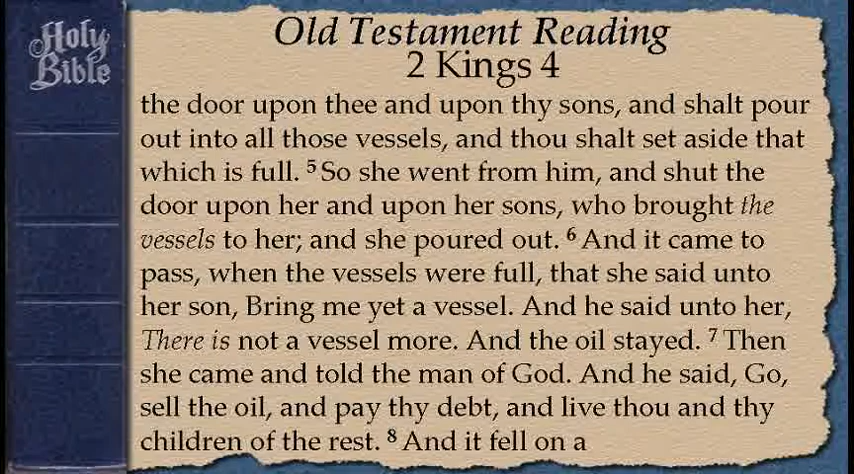 Holy
Bible
Old Testament Reading
2 Kings 4
the door upon thee and upon thy sons, and shalt pour
out into all those vessels, and thou shalt set aside that
which is full. ⁵ So she went from him, and shut the
door upon her and upon her sons, who brought the
vessels to her; and she poured out. ⁶ And it came to
pass, when the vessels were full, that she said unto
her son, Bring me yet a vessel. And he said unto her,
There is not a vessel more. And the oil stayed. ⁷ Then
she came and told the man of God. And he said, Go,
sell the oil, and pay thy debt, and live thou and thy
children of the rest. ⁸ And it fell on a